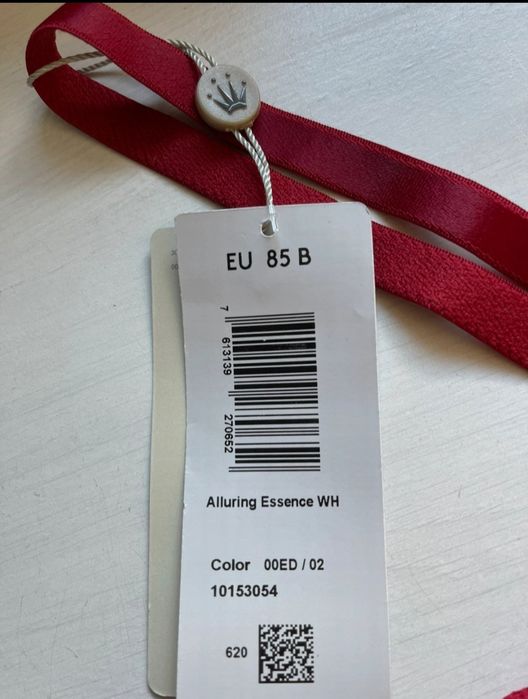 EU 85 B
7 613139 270652
Alluring Essence WH
Color 00ED / 02
10153054
620